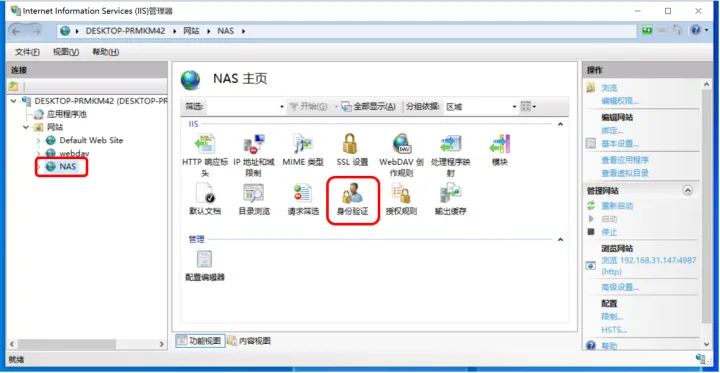 Internet Information Services (IIS)管理器
DESKTOP-PRMKM42 网站 NAS
文件(F) 视图(V) 帮助(H)
连接
DESKTOP-PRMKM42 (DESKTOP-PR
应用程序池
网站
Default Web Site
webdav
NAS
NAS 主页
筛选: 开始(G) 全部显示(A) 分组依据: 区域
IIS
HTTP 响应标头 IP 地址和域限制 MIME 类型 SSL 设置 WebDAV 创作规则 处理程序映射 模块
默认文档 目录浏览 请求筛选 身份验证 授权规则 输出缓存
管理
配置编辑器
功能视图 内容视图
操作
浏览
编辑权限...
编辑网站
绑定...
基本设置...
查看应用程序
查看虚拟目录
管理网站
重新启动
启动
停止
浏览网站
浏览 192.168.31.147:4987
(http)
高级设置...
配置
限制...
HSTS...
帮助
就绪